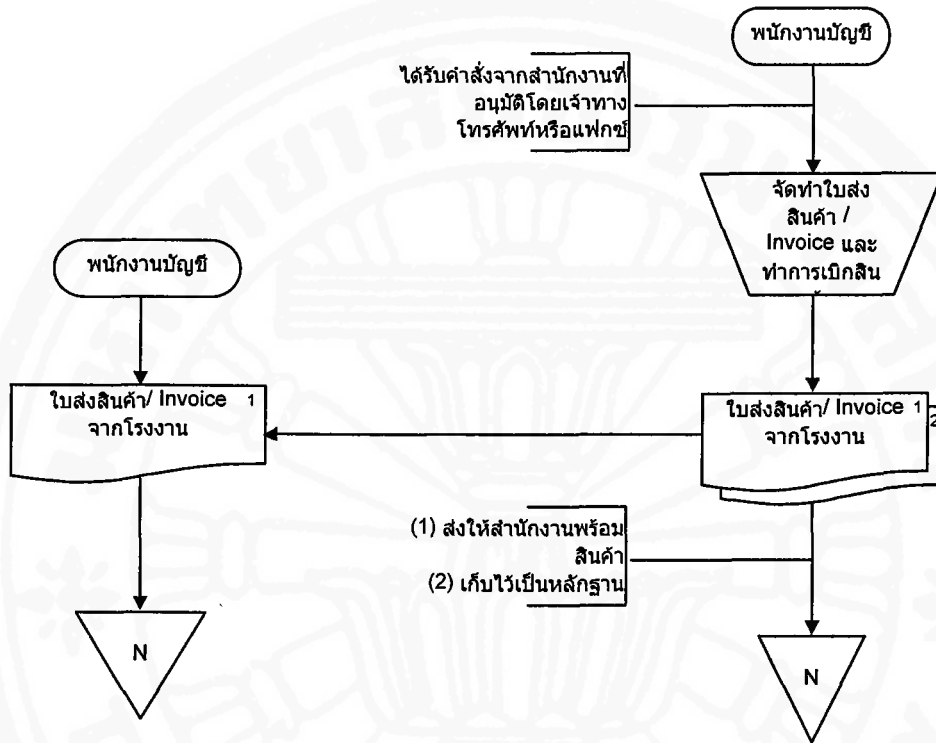 พนักงานบัญชี
ได้รับคำสั่งจากสำนักงานที่
อนุมัติโดยเจ้าทาง
โทรศัพท์หรือแฟกซ์
จัดทำใบส่ง
สินค้า /
Invoice และ
ทำการเบิกสิน
พนักงานบัญชี
ใบส่งสินค้า/ Invoice 1
จากโรงงาน
ใบส่งสินค้า/ Invoice 1
2
จากโรงงาน
(1) ส่งให้สำนักงานพร้อม
สินค้า
(2) เก็บไว้เป็นหลักฐาน
N
N